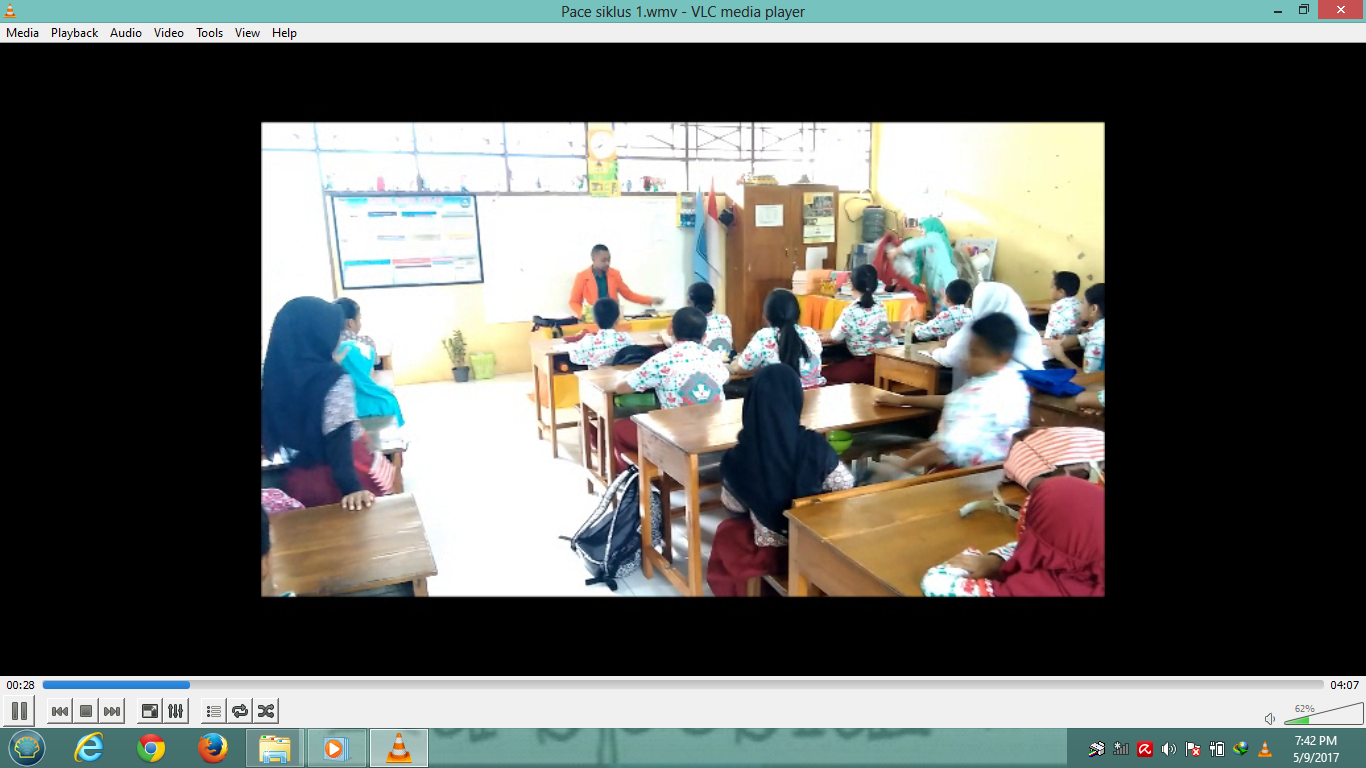 Pace siklus 1.wmv - VLC media player
Media Playback Audio Video Tools View Help
00:28
04:07
62%
7:42 PM
5/9/2017